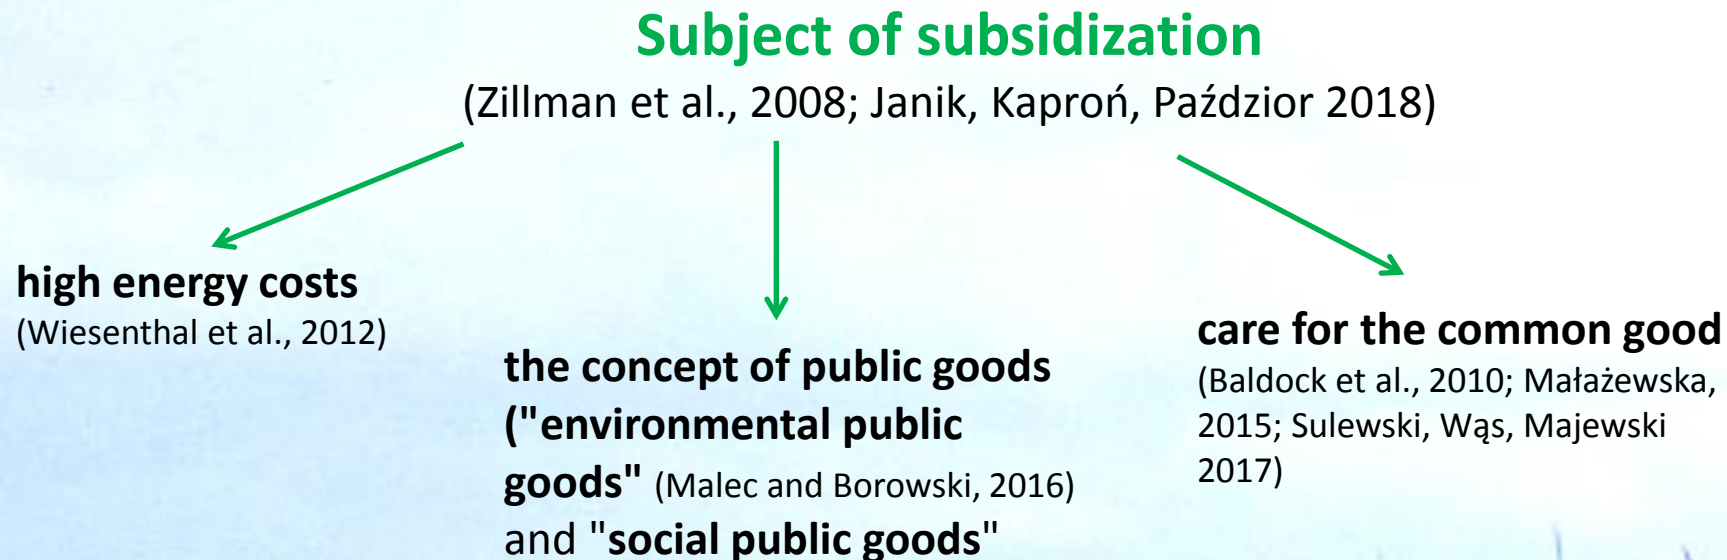 Subject of subsidization
(Zillman et al., 2008; Janik, Kaproń, Paździor 2018)
high energy costs
(Wiesenthal et al., 2012)
the concept of public goods
("environmental public
goods" (Malec and Borowski, 2016)
and "social public goods"
care for the common good
(Baldock et al., 2010; Małażewska,
2015; Sulewski, Wąs, Majewski
2017)